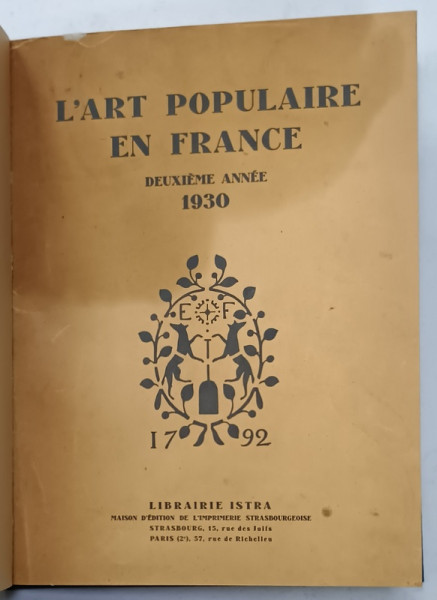 L'ART POPULAIRE
EN FRANCE
DEUXIÈME ANNÉE
1930
E F
T
17 92
LIBRAIRIE ISTRA
MAISON D'ÉDITION DE L'IMPRIMERIE STRASBOURGEOISE
STRASBOURG, 15, rue des Juifs
PARIS (2e), 57, rue de Richelieu